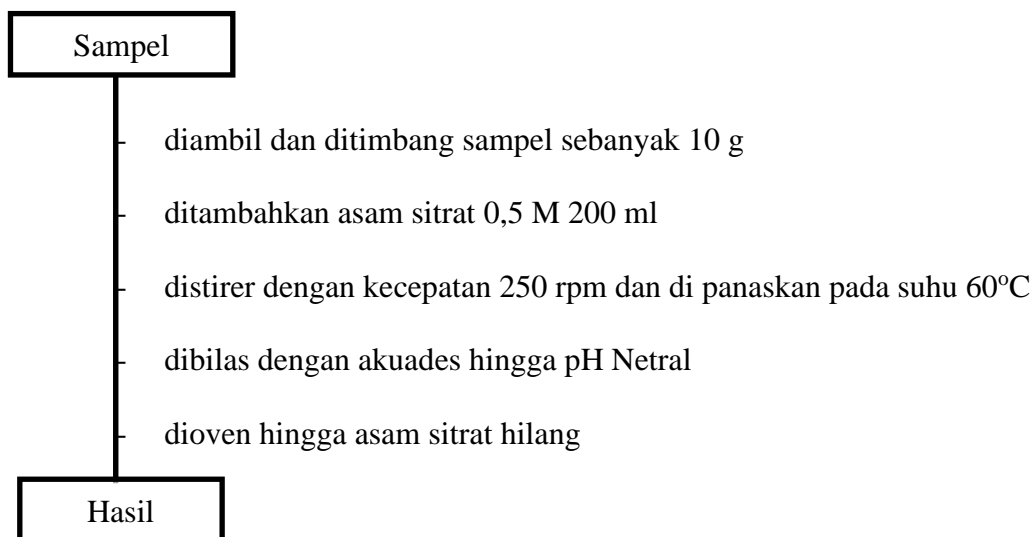 Sampel
- diambil dan ditimbang sampel sebanyak 10 g
- ditambahkan asam sitrat 0,5 M 200 ml
- distirer dengan kecepatan 250 rpm dan di panaskan pada suhu 60°C
- dibilas dengan akuades hingga pH Netral
- dioven hingga asam sitrat hilang
Hasil